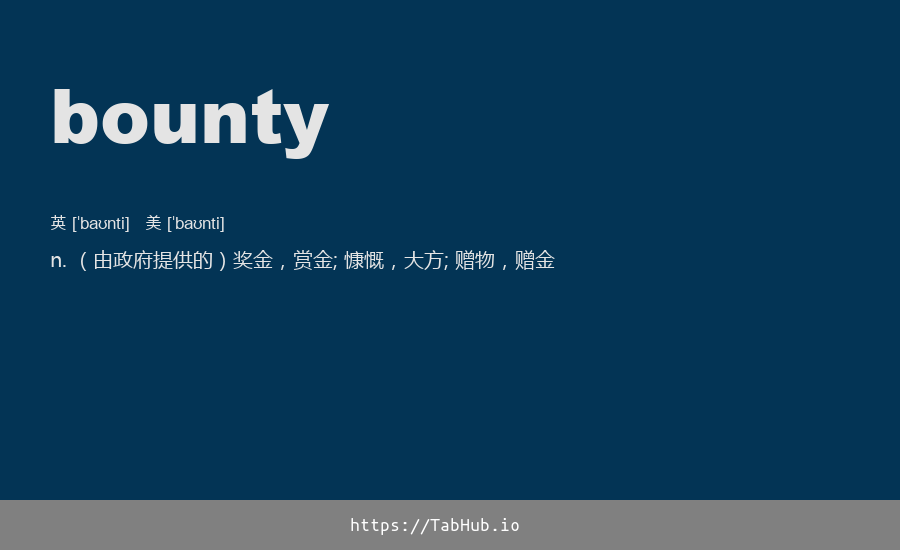 bounty
英 [ˈbaʊnti]   美 [ˈbaʊnti]
n. （由政府提供的）奖金，赏金; 慷慨，大方; 赠物，赠金
https://TabHub.io